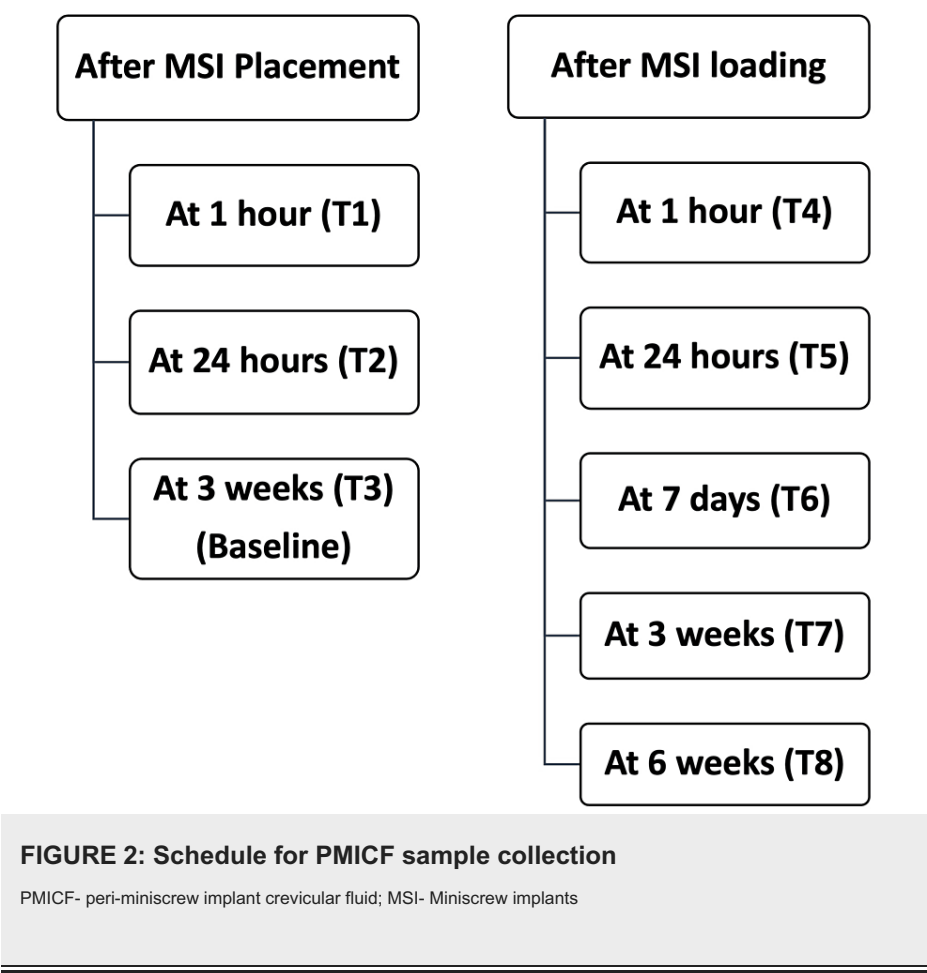 After MSI Placement
At 1 hour (T1)
At 24 hours (T2)
At 3 weeks (T3)
(Baseline)
After MSI loading
At 1 hour (T4)
At 24 hours (T5)
At 7 days (T6)
At 3 weeks (T7)
At 6 weeks (T8)
FIGURE 2: Schedule for PMICF sample collection
PMICF- peri-miniscrew implant crevicular fluid; MSI- Miniscrew implants